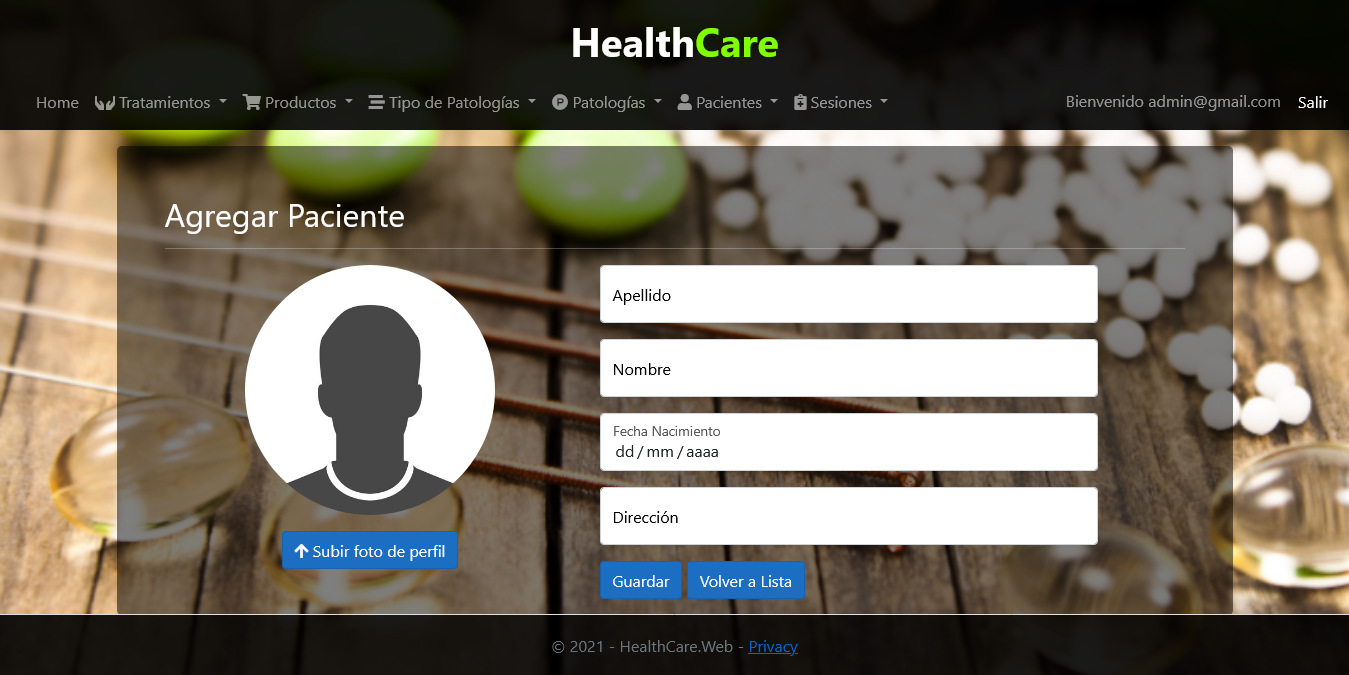 HealthCare
Home Tratamientos Productos Tipo de Patologías Patologías Pacientes Sesiones Bienvenido admin@gmail.com Salir
Agregar Paciente
Apellido
Nombre
Fecha Nacimiento
dd / mm / aaaa
Dirección
Subir foto de perfil
Guardar Volver a Lista
© 2021 - HealthCare.Web - Privacy